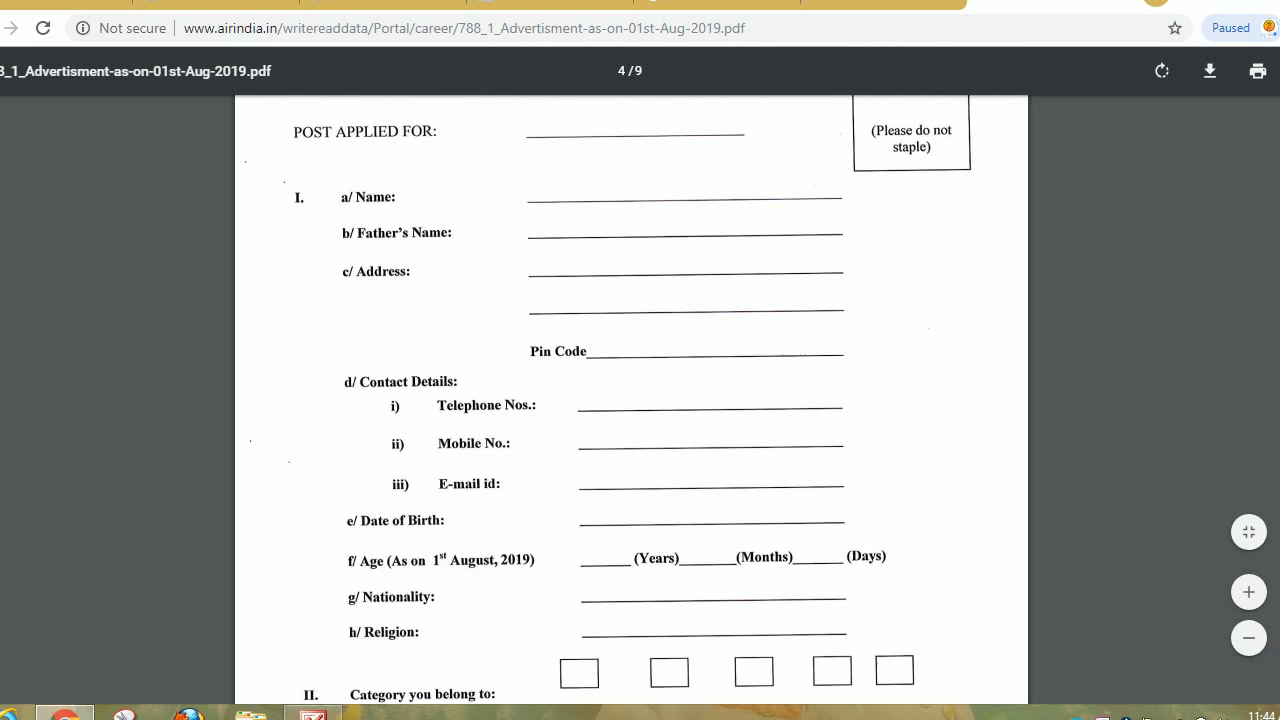 Not secure | www.airindia.in/writereaddata/Portal/career/788_1_Advertisment-as-on-01st-Aug-2019.pdf
Paused
8_1_Advertisment-as-on-01st-Aug-2019.pdf
4 / 9
POST APPLIED FOR:
(Please do not
staple)
I. a/ Name:
b/ Father's Name:
c/ Address:
Pin Code
d/ Contact Details:
i) Telephone Nos.:
ii) Mobile No.:
iii) E-mail id:
e/ Date of Birth:
f/ Age (As on 1st August, 2019) (Years) (Months) (Days)
g/ Nationality:
h/ Religion:
II. Category you belong to:
11:44